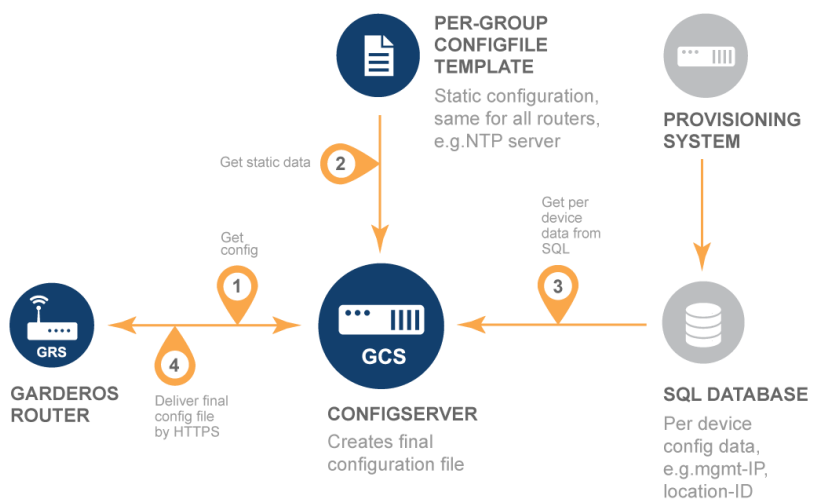 PER-GROUP
CONFIGFILE
TEMPLATE
Static configuration,
same for all routers,
e.g.NTP server
PROVISIONING
SYSTEM
Get static data
2
Get per
device
data from
SQL
3
Get
config
1
GRS
GARDEROS
ROUTER
4
Deliver final
config file
by HTTPS
GCS
CONFIGSERVER
Creates final
configuration file
SQL DATABASE
Per device
config data,
e.g.mgmt-IP,
location-ID